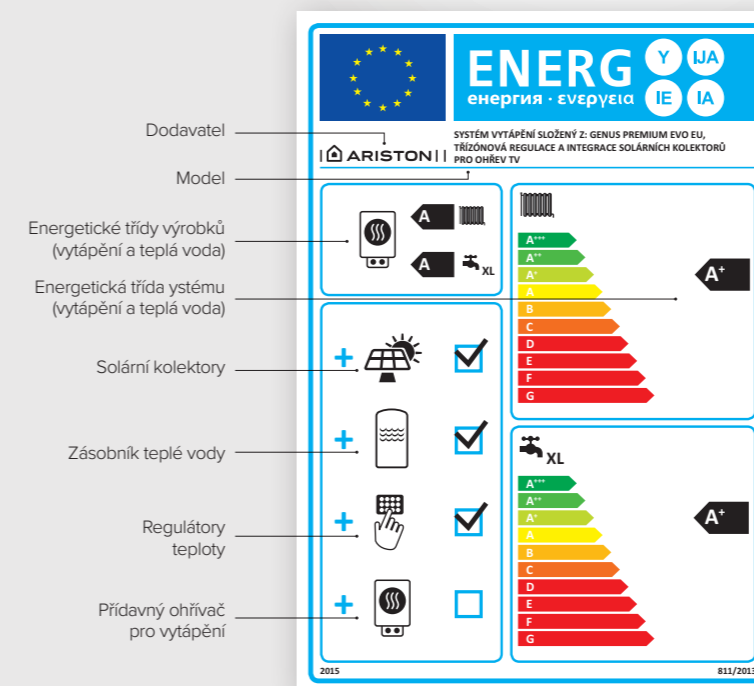 ENERG Y IJA
енергия · ενεργεια IE IA
SYSTÉM VYTÁPĚNÍ SLOŽENÝ Z: GENUS PREMIUM EVO EU,
TŘÍZÓNOVÁ REGULACE A INTEGRACE SOLÁRNÍCH KOLEKTORŮ
PRO OHŘEV TV
Dodavatel
ARISTON
Model
Energetické třídy výrobků
(vytápění a teplá voda)
Energetická třída ystému
(vytápění a teplá voda)
Solární kolektory
Zásobník teplé vody
Regulátory
teploty
Přídavný ohřívač
pro vytápění
A
A
XL
+
+
+
+
A+++
A++
A+
A
B
C
D
E
F
G
A+
XL
A+++
A++
A+
A
B
C
D
E
F
G
A+
2015
811/2013